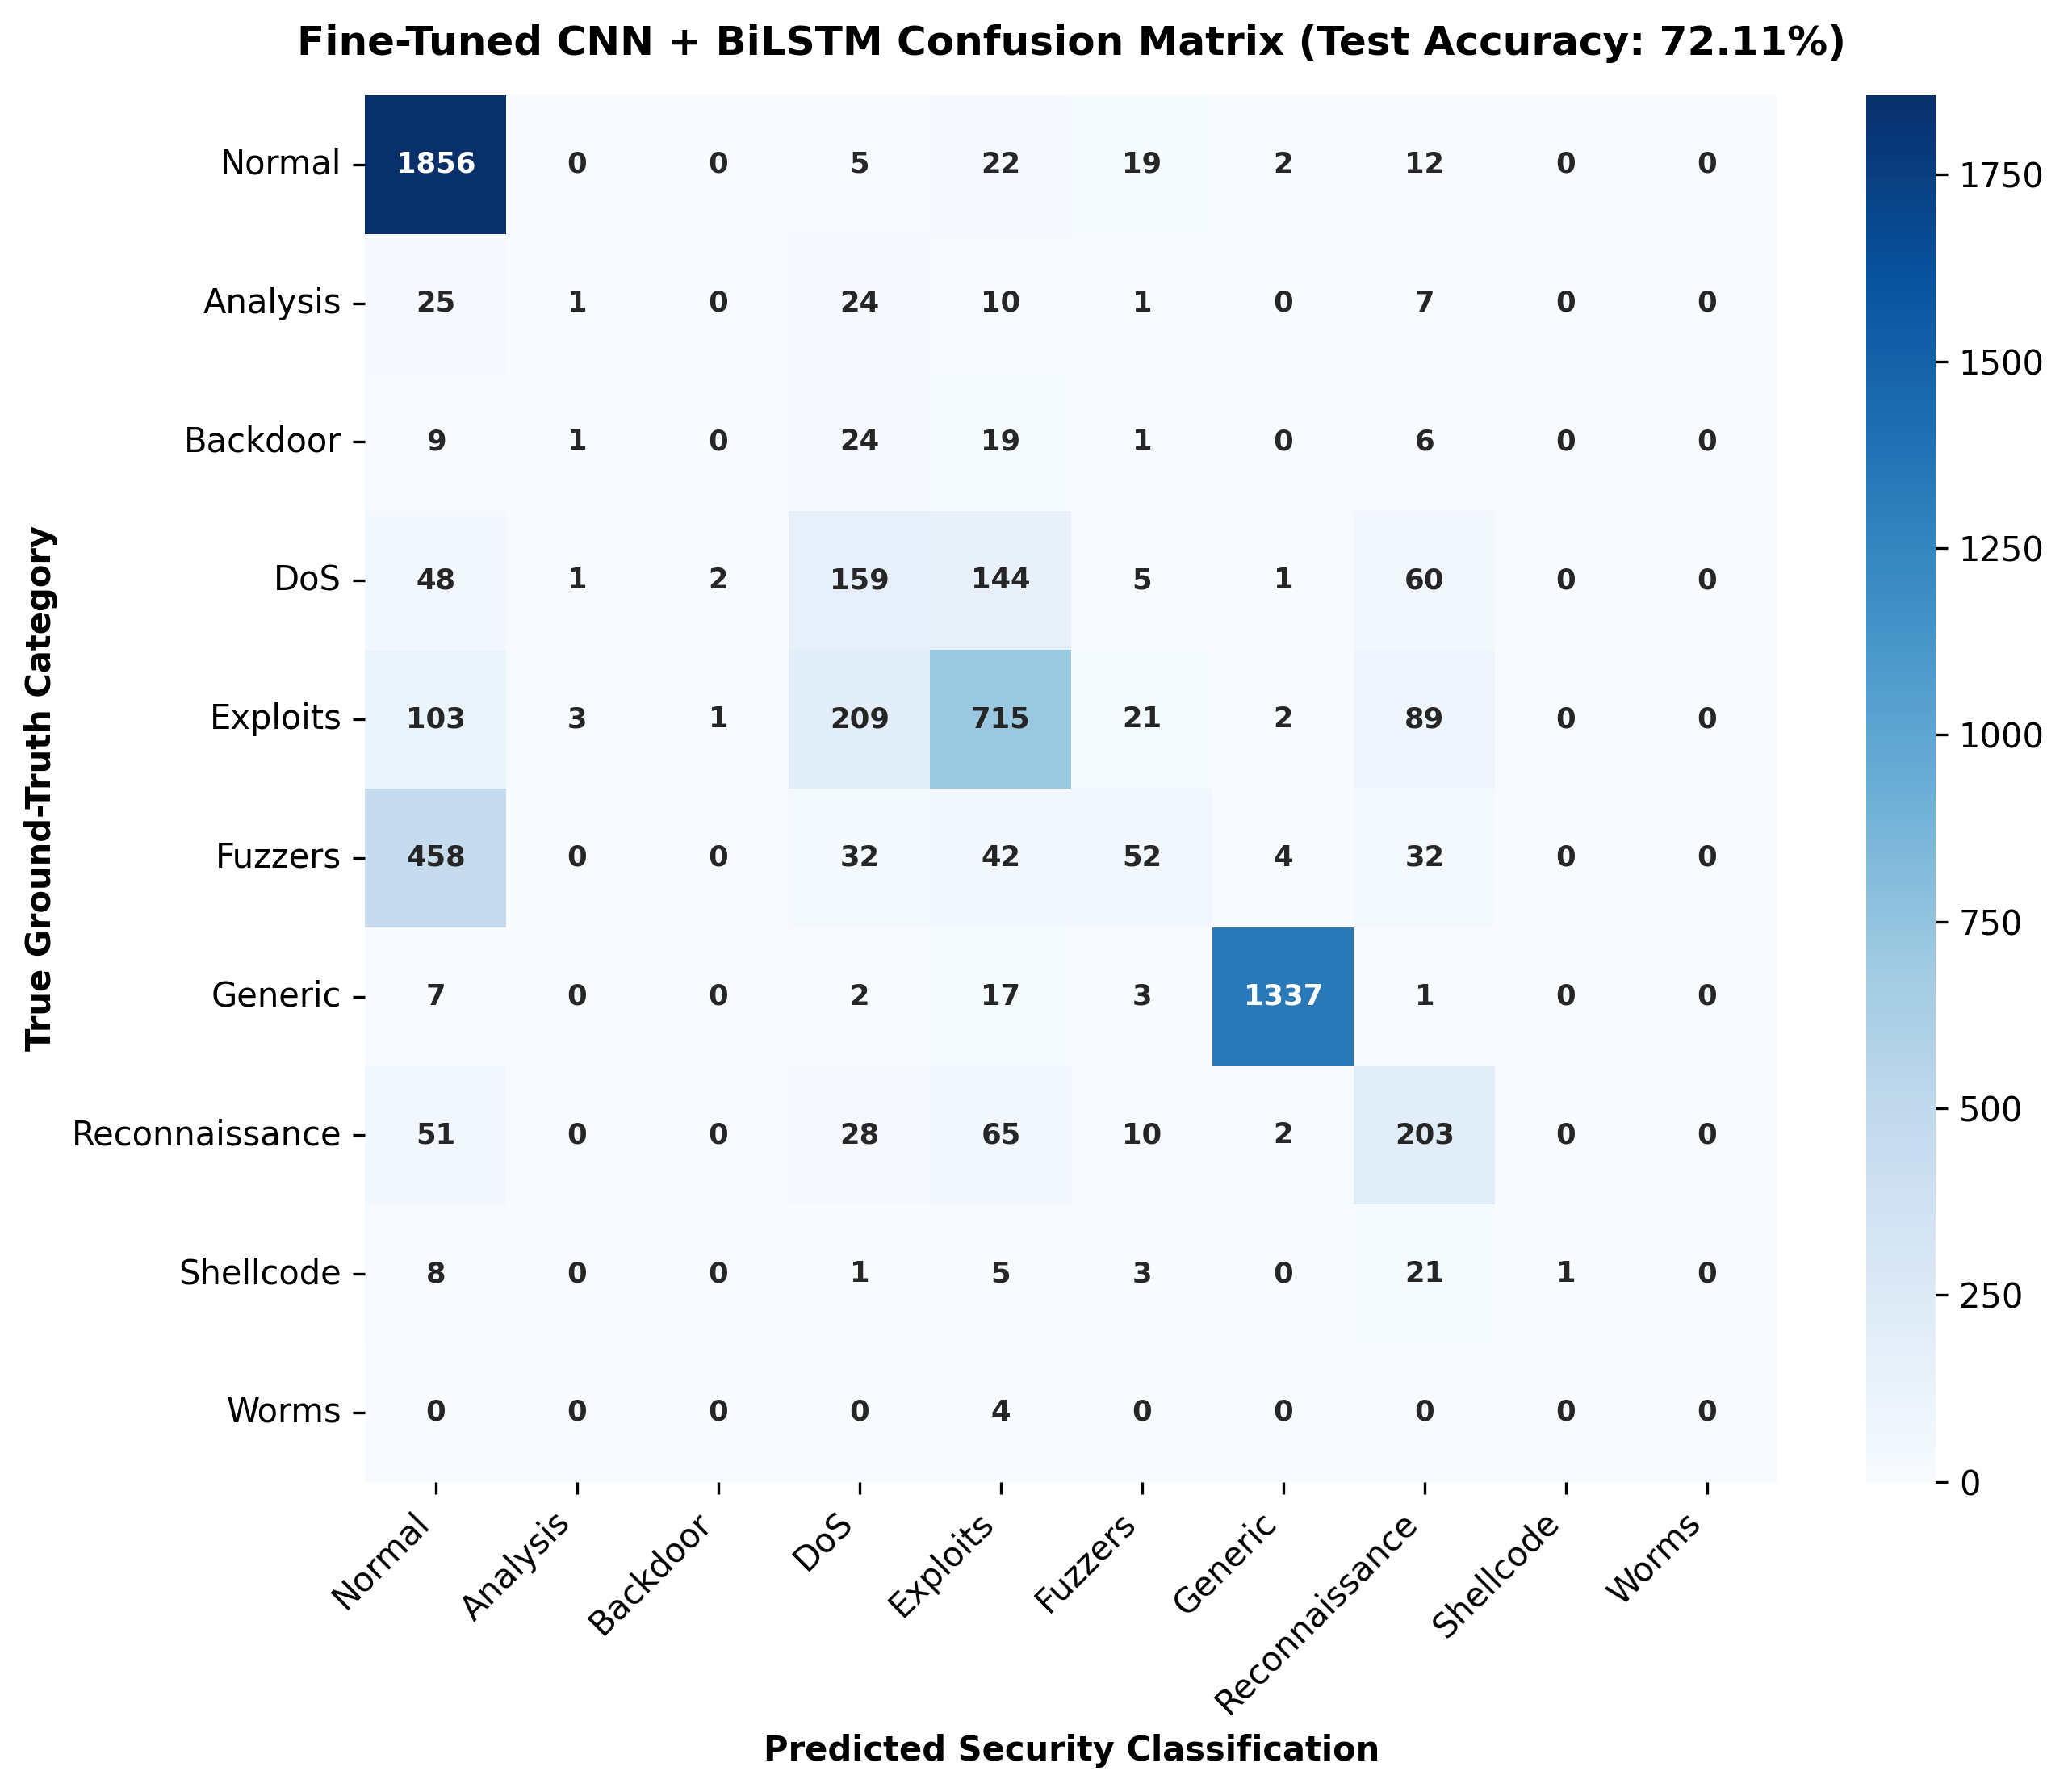 Fine-Tuned CNN + BiLSTM Confusion Matrix (Test Accuracy: 72.11%)
True Ground-Truth Category
Normal 1856 0 0 5 22 19 2 12 0 0
Analysis 25 1 0 24 10 1 0 7 0 0
Backdoor 9 1 0 24 19 1 0 6 0 0
DoS 48 1 2 159 144 5 1 60 0 0
Exploits 103 3 1 209 715 21 2 89 0 0
Fuzzers 458 0 0 32 42 52 4 32 0 0
Generic 7 0 0 2 17 3 1337 1 0 0
Reconnaissance 51 0 0 28 65 10 2 203 0 0
Shellcode 8 0 0 1 5 3 0 21 1 0
Worms 0 0 0 0 4 0 0 0 0 0
Normal Analysis Backdoor DoS Exploits Fuzzers Generic Reconnaissance Shellcode Worms
Predicted Security Classification
1750
1500
1250
1000
750
500
250
0